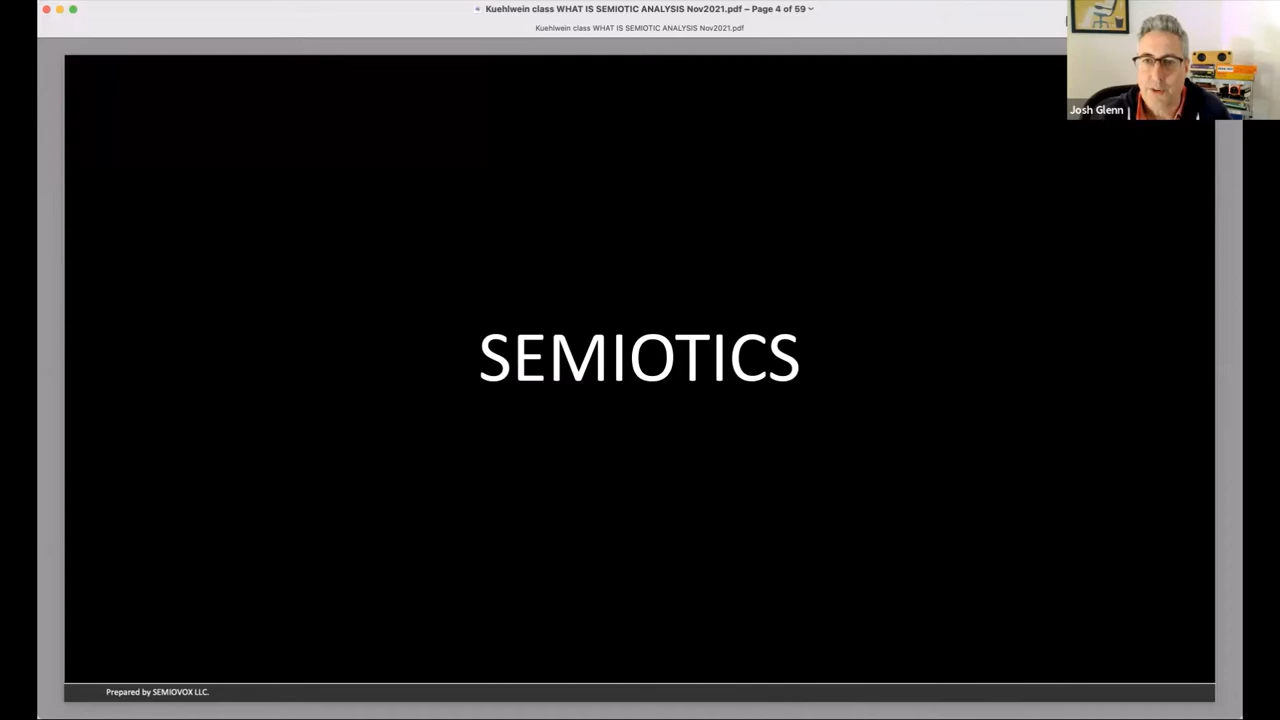 Kuehlwein class WHAT IS SEMIOTIC ANALYSIS Nov2021.pdf – Page 4 of 59
Kuehlwein class WHAT IS SEMIOTIC ANALYSIS Nov2021.pdf
Josh Glenn
SEMIOTICS
Prepared by SEMIOVOX LLC.